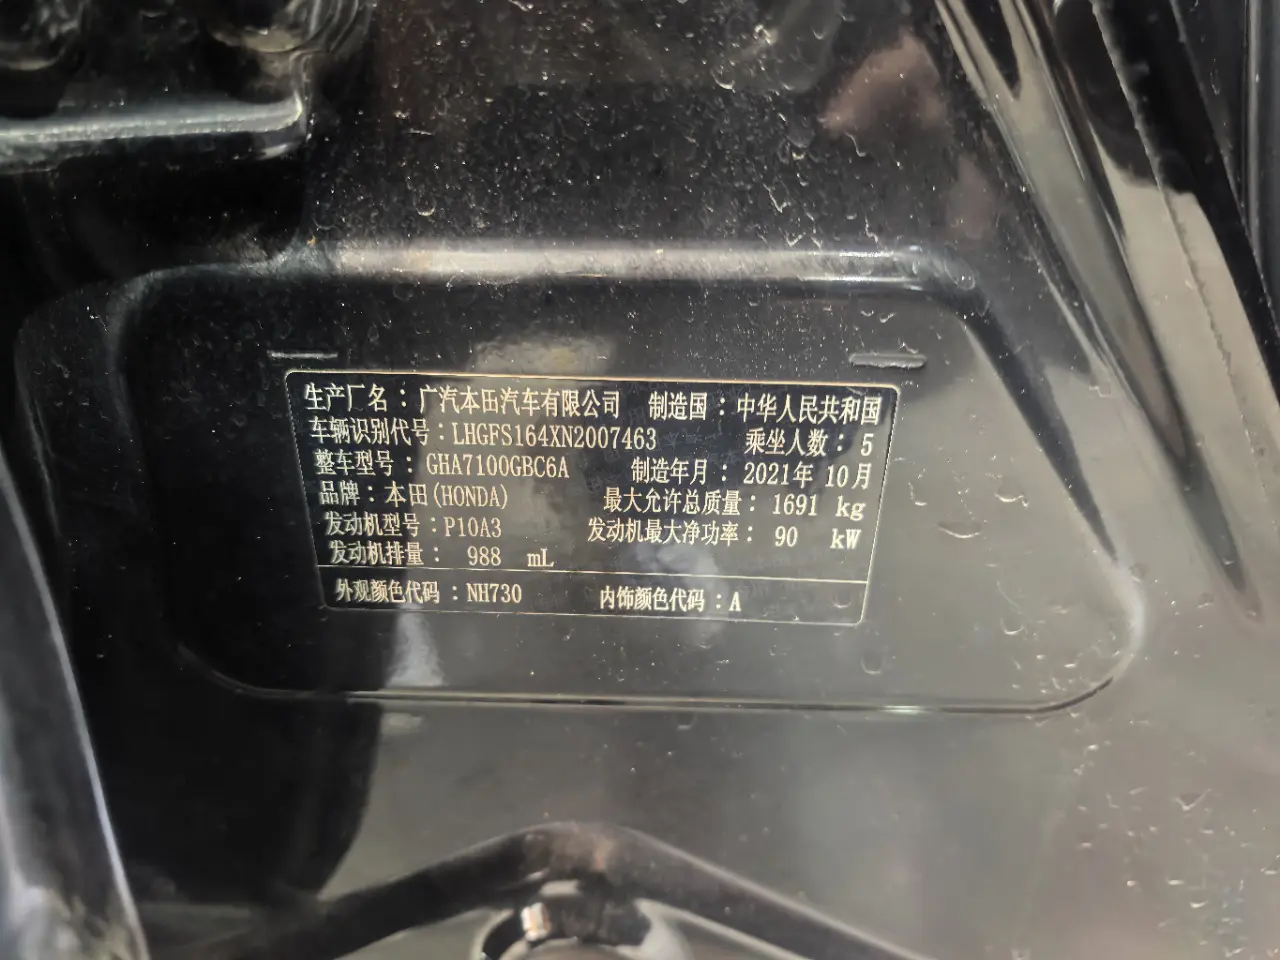 生产厂名：广汽本田汽车有限公司 制造国：中华人民共和国
车辆识别代号：LHGFS164XN2007463 乘坐人数：5
整车型号：GHA7100GBC6A 制造年月：2021年 10月
品牌：本田(HONDA) 最大允许总质量：1691 kg
发动机型号：P10A3 发动机最大净功率：90 kW
发动机排量：988 mL
外观颜色代码：NH730 内饰颜色代码：A